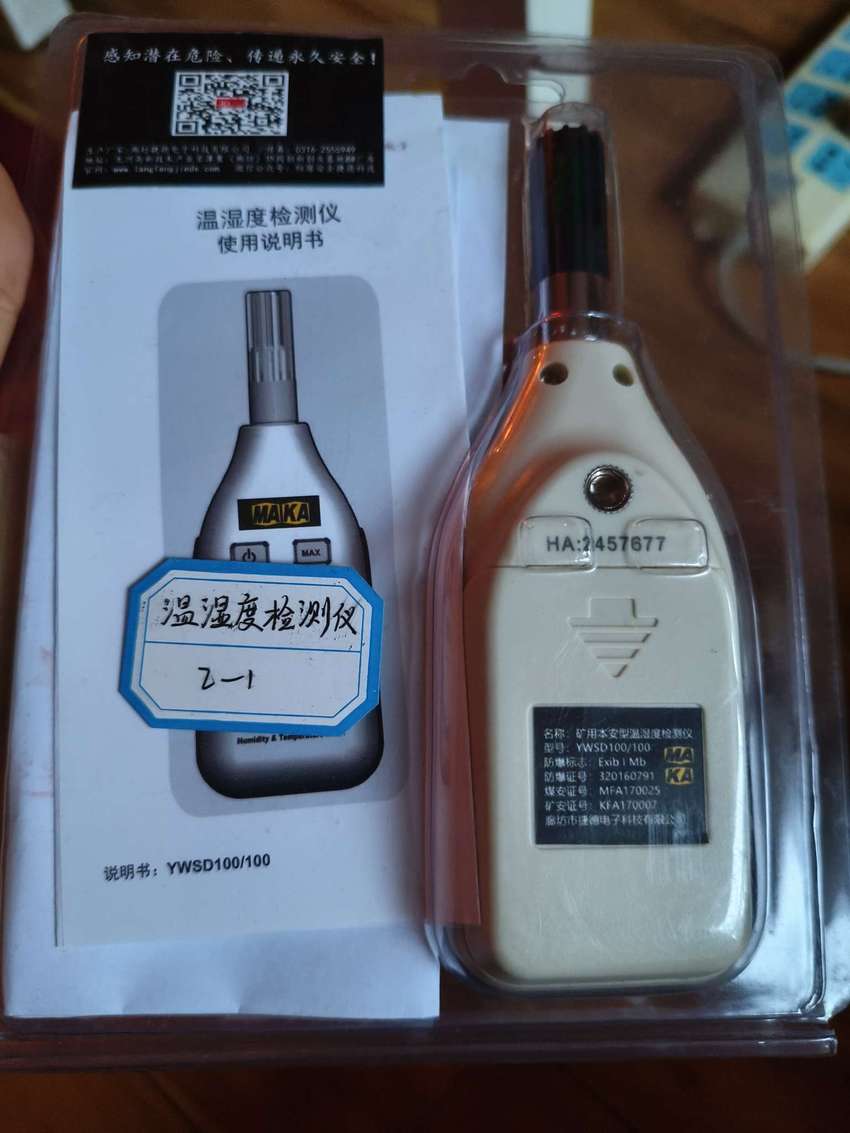 感知潜在危险、传递永久安全！
温湿度检测仪
使用说明书
MAKA
MAX
温湿度检测仪
Z-1
Humidity & Temperature
说明书：YWSD100/100
HA:2457677
名称：矿用本安型温湿度检测仪
型号：YWSD100/100
防爆标志：Exib I Mb
防爆证号：320160791
煤安证号：MFA170025
矿安证号：KFA170007
廊坊市捷德电子科技有限公司
MA
KA